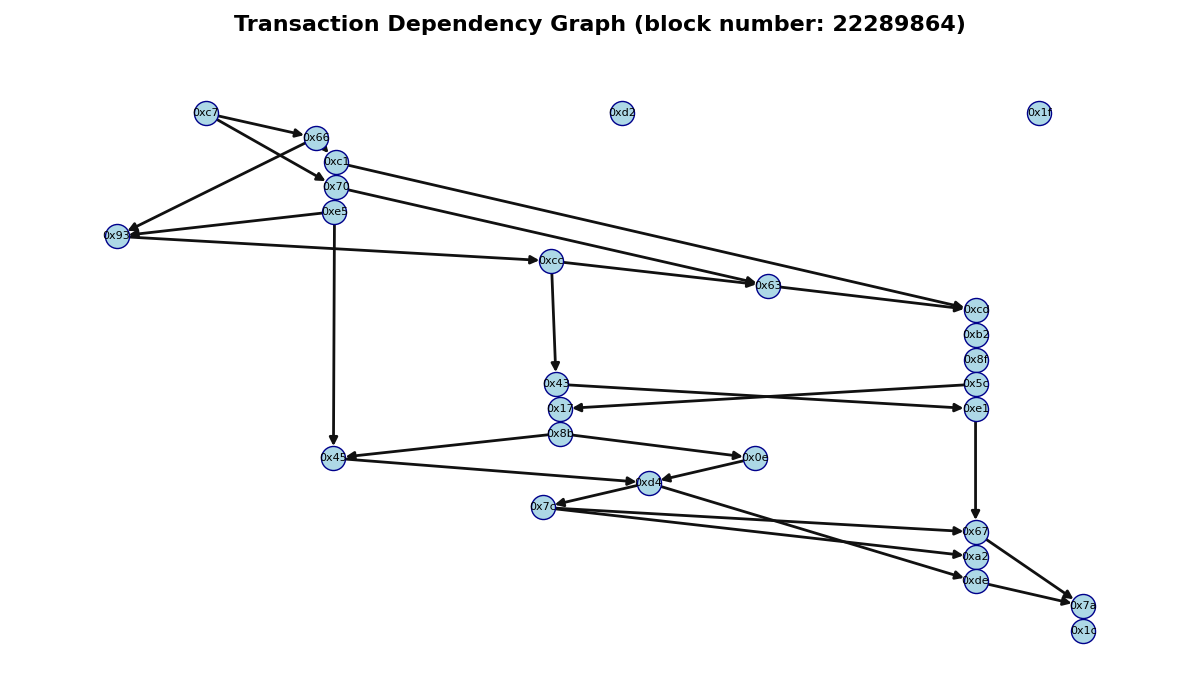 Transaction Dependency Graph (block number: 22289864)
0xc7
0xd2
0x1f
0x66
0xc1
0x70
0xe5
0x93
0xcc
0x63
0xcd
0xb2
0x8f
0x5c
0x43
0x17
0xe1
0x8b
0x45
0x0e
0xd4
0x7c
0x67
0xa2
0xde
0x7a
0x1c